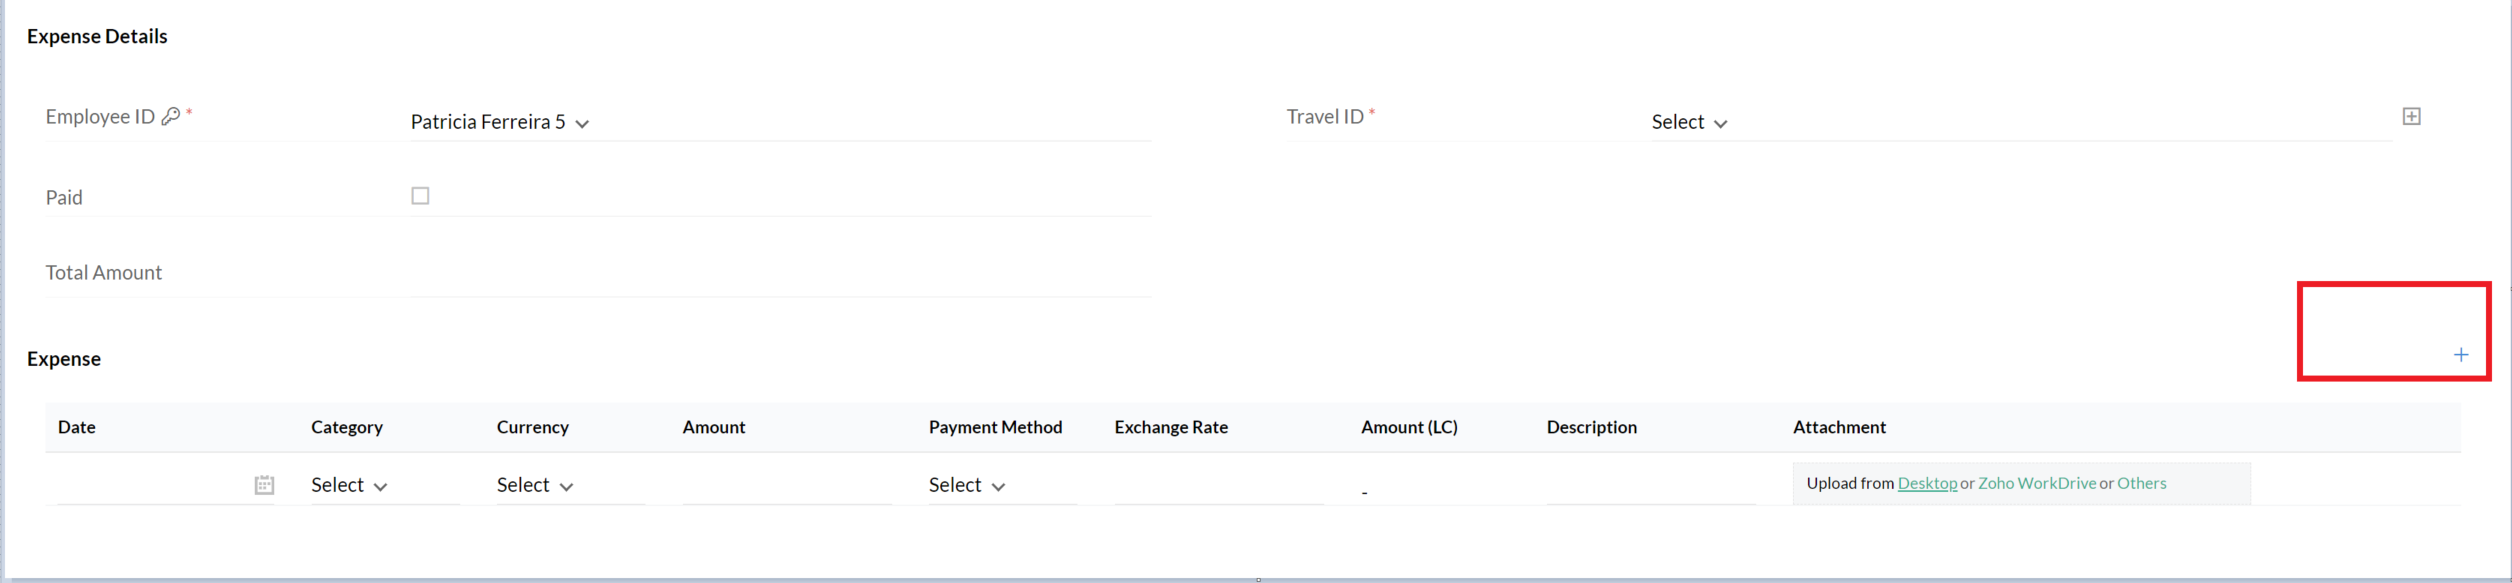 Expense Details
Employee ID * Patricia Ferreira 5 Travel ID * Select
Paid
Total Amount
Expense +
Date Category Currency Amount Payment Method Exchange Rate Amount (LC) Description Attachment
Select Select Select - Upload from Desktop or Zoho WorkDrive or Others